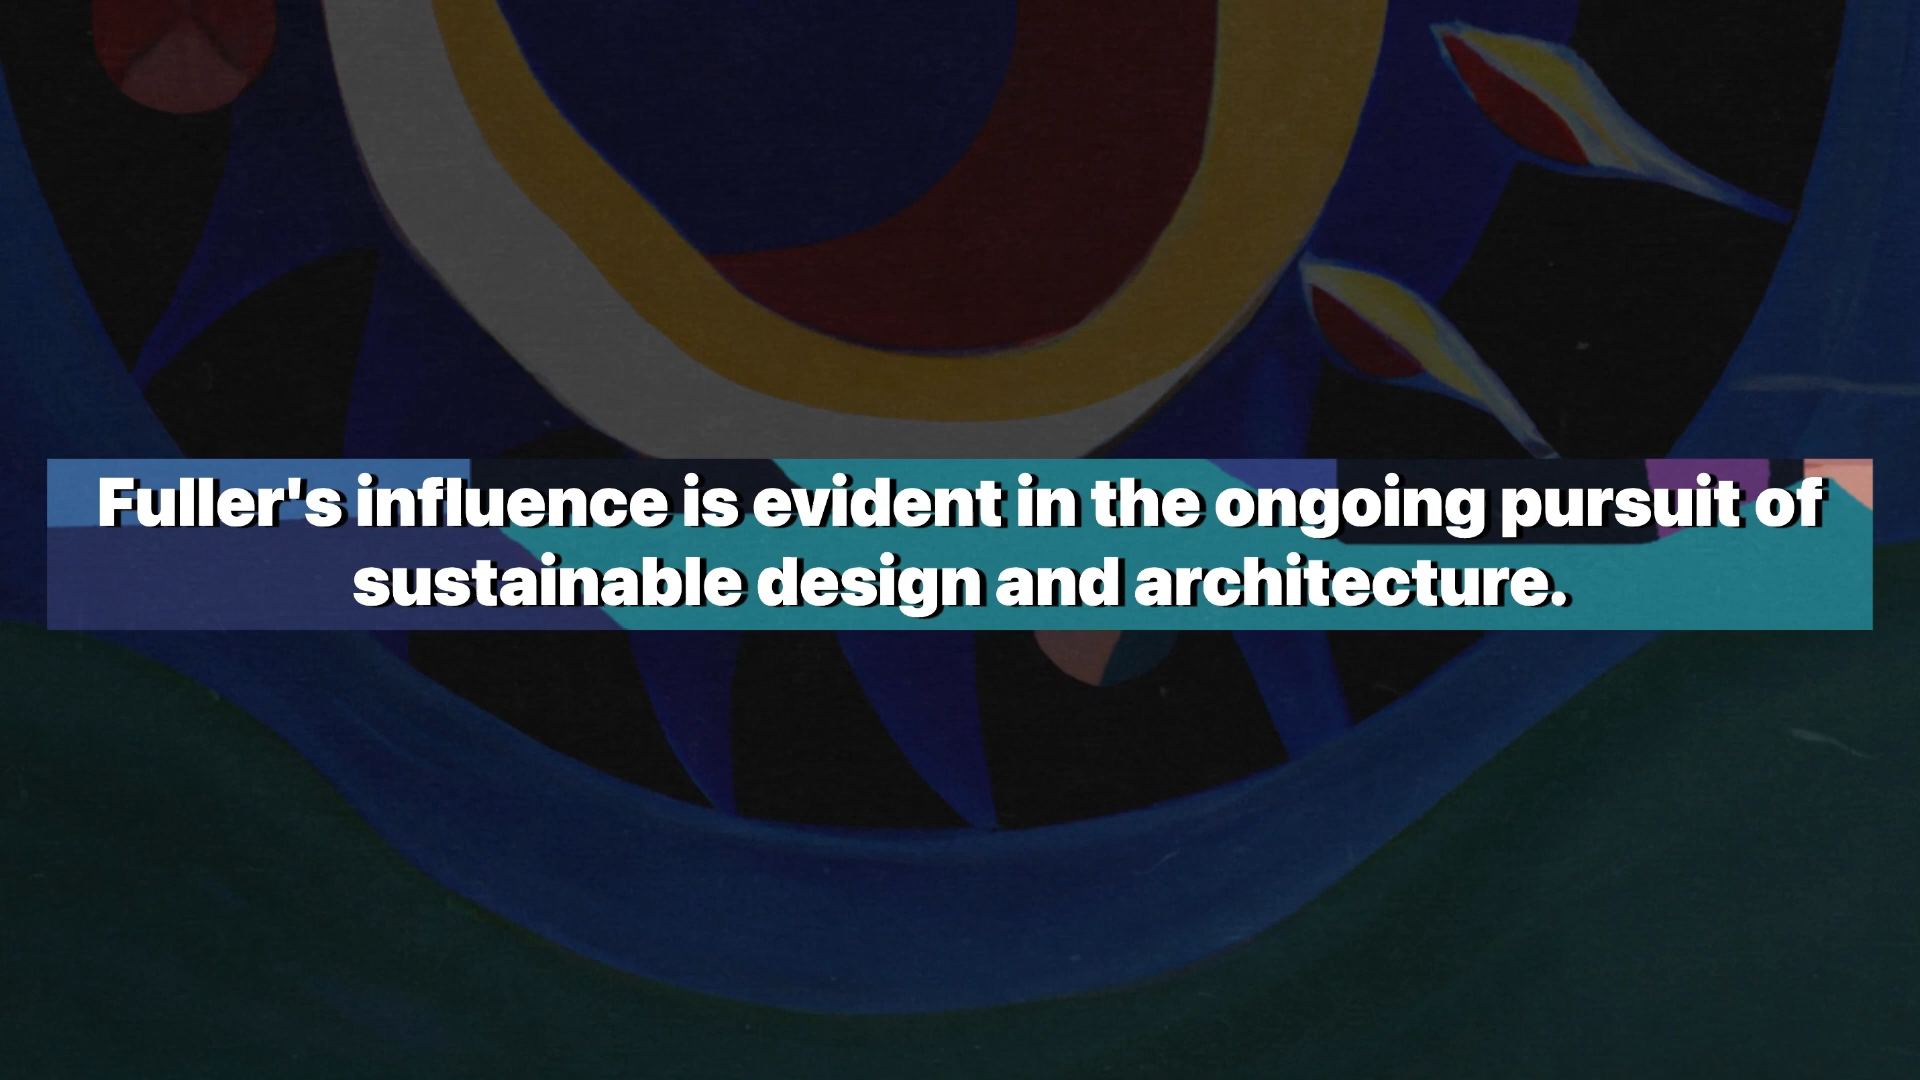 Fuller's influence is evident in the ongoing pursuit of
sustainable design and architecture.